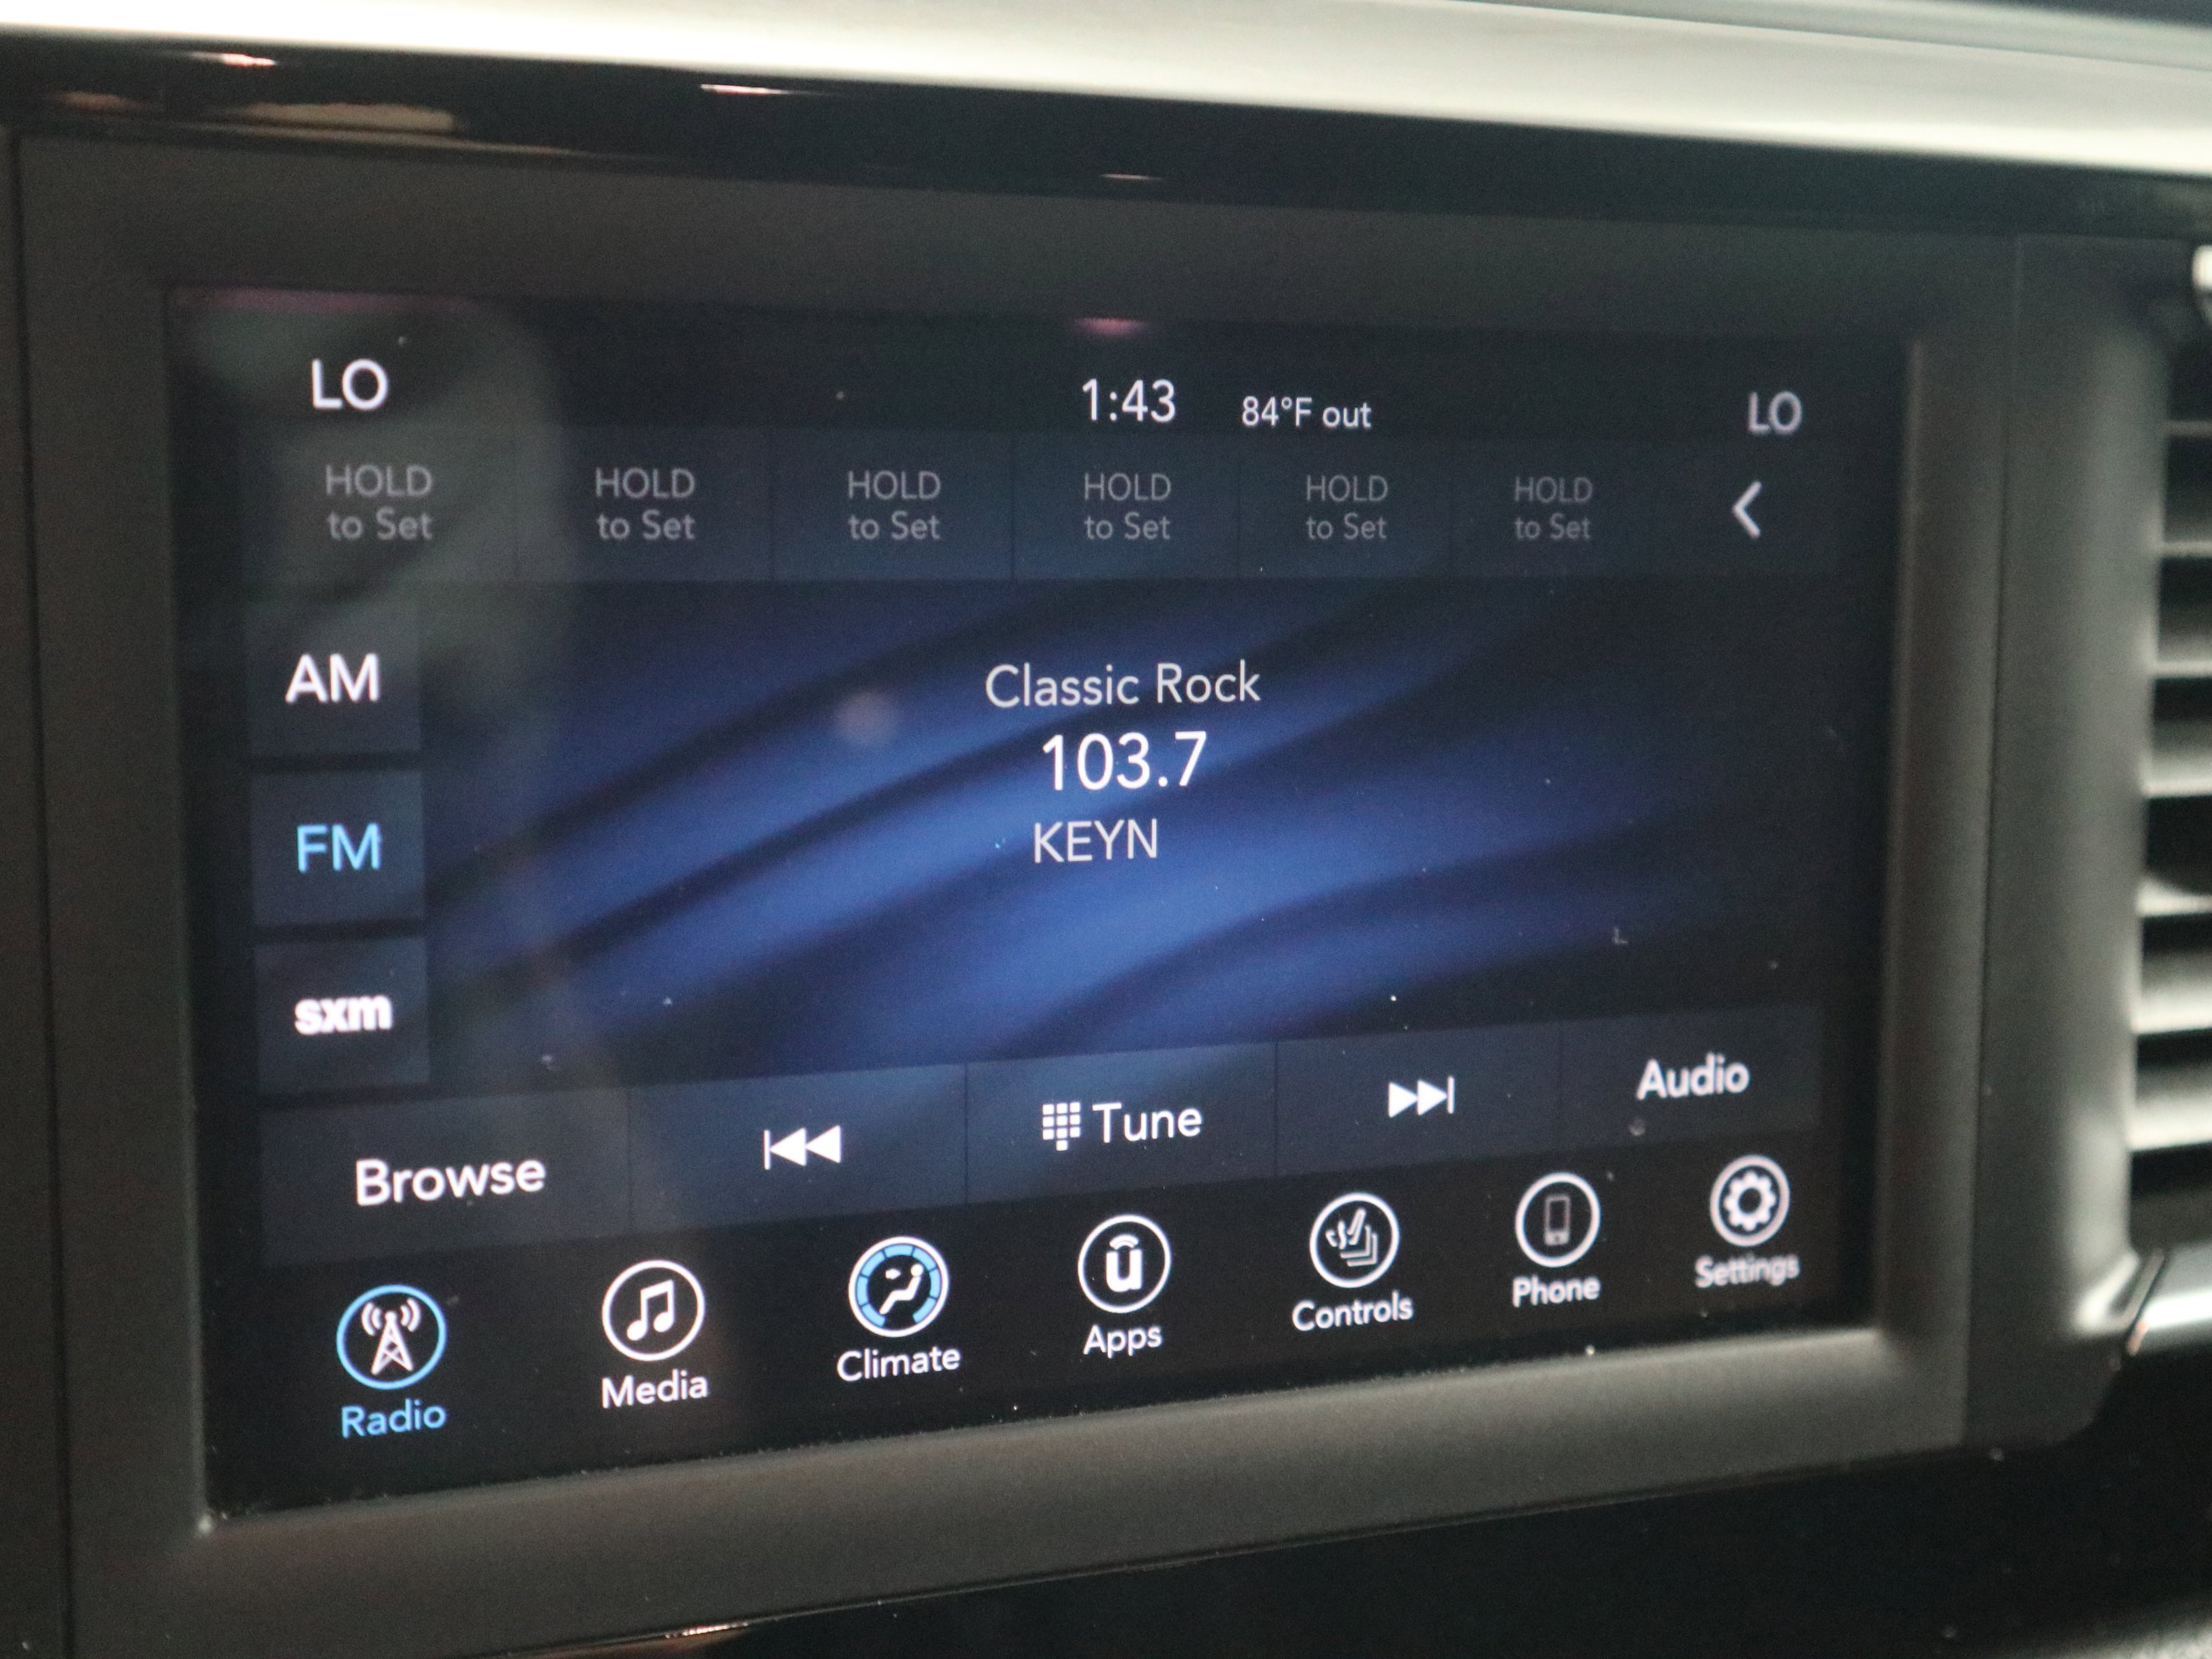 LO 1:43 84°F out LO
HOLD to Set
HOLD to Set
HOLD to Set
HOLD to Set
HOLD to Set
HOLD to Set
AM
Classic Rock
103.7
KEYN
FM
sxm
Browse
Tune
Audio
Radio
Media
u
Climate
Apps
Controls
Phone
Settings